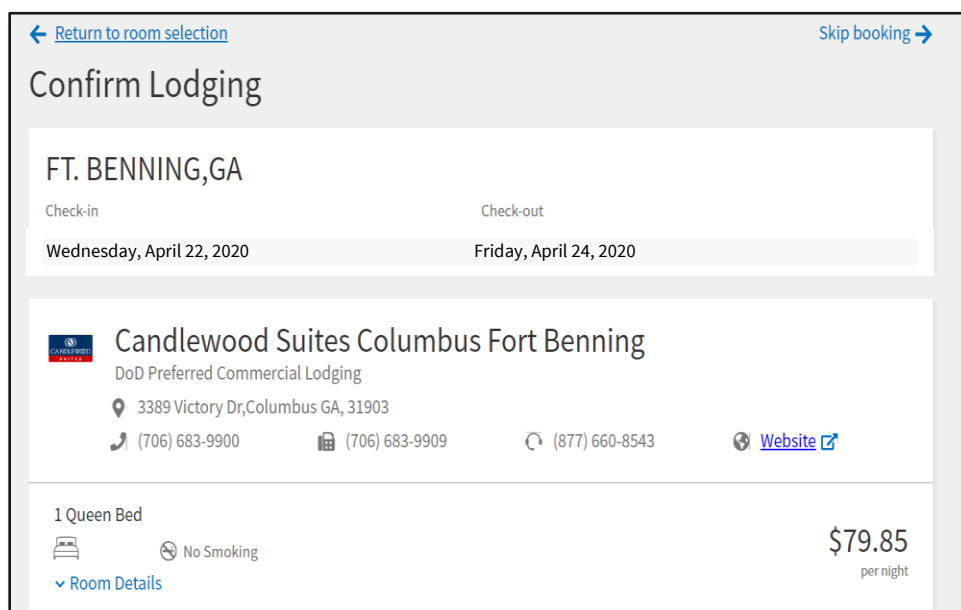 Return to room selection
Skip booking
Confirm Lodging
FT. BENNING,GA
Check-in
Check-out
Wednesday, April 22, 2020
Friday, April 24, 2020
CANDLEWOOD
SUITES
Candlewood Suites Columbus Fort Benning
DoD Preferred Commercial Lodging
3389 Victory Dr,Columbus GA, 31903
(706) 683-9900
(706) 683-9909
(877) 660-8543
Website
1 Queen Bed
No Smoking
$79.85
per night
Room Details